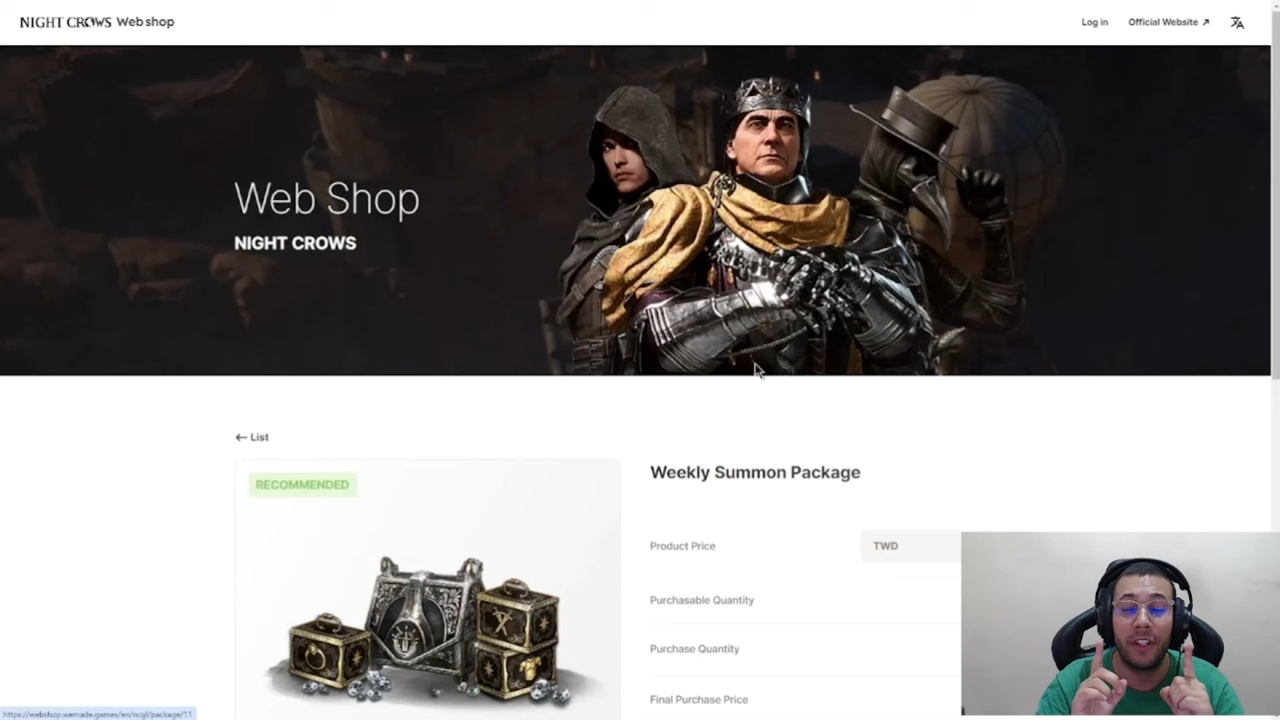 NIGHT CROWS Web shop
Log in
Official Website ↗
Web Shop
NIGHT CROWS
← List
RECOMMENDED
Weekly Summon Package
Product Price
TWD
Purchasable Quantity
Purchase Quantity
Final Purchase Price
https://webshop.wemade.games/en/ncgl/package/11